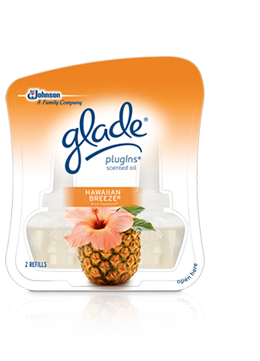 SC Johnson
A Family Company
glade®
plugins®
scented oil
HAWAIIAN
BREEZE®
2 REFILLS
open here